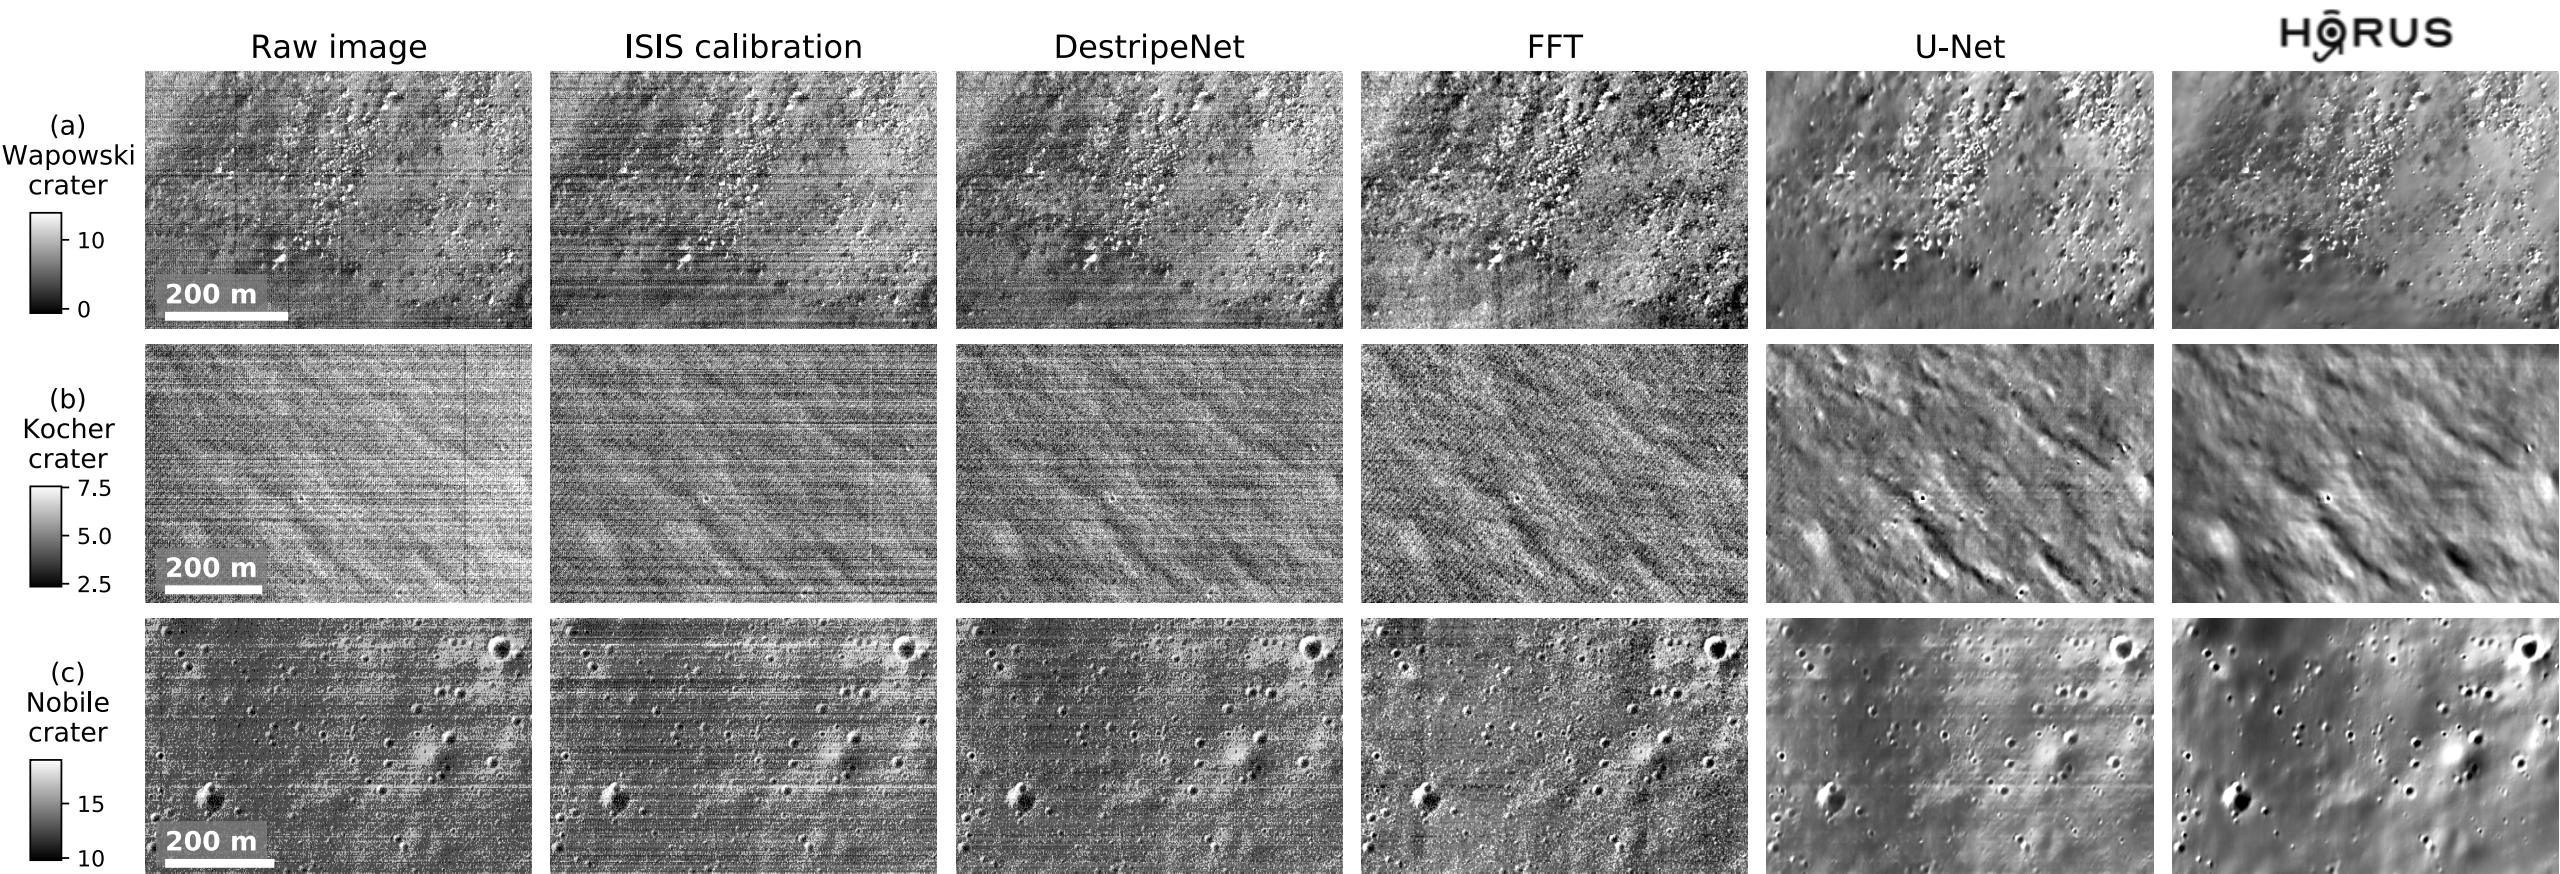 Raw image
ISIS calibration
DestripeNet
FFT
U-Net
HŌRUS
(a)
Wapowski
crater
10
0
200 m
(b)
Kocher
crater
7.5
5.0
2.5
200 m
(c)
Nobile
crater
15
10
200 m